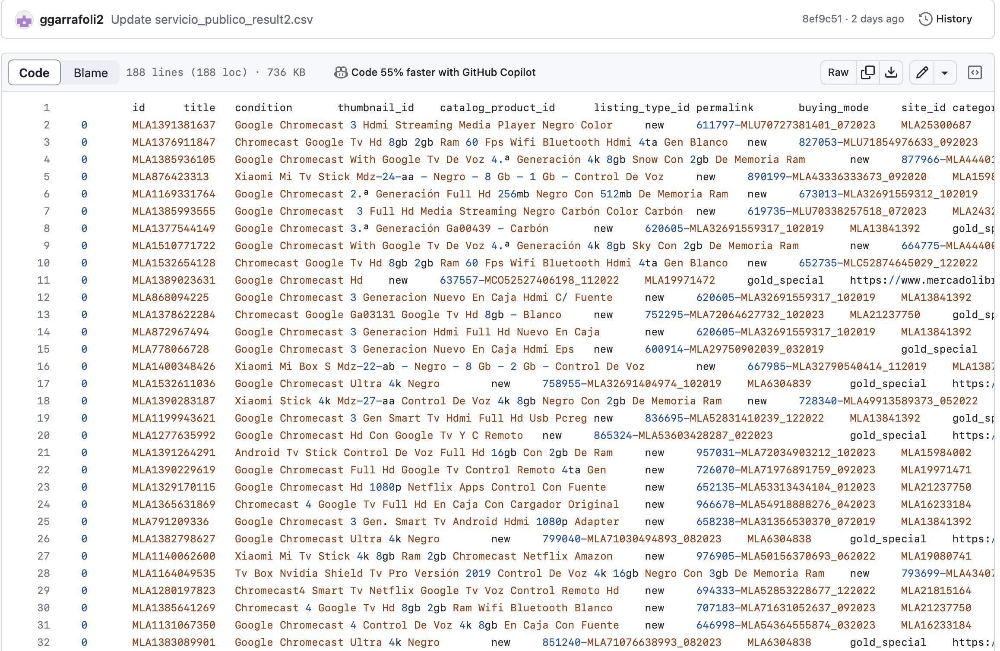 ggarrafoli2 Update servicio_publico_result2.csv 8ef9c51 · 2 days ago History
Code Blame 188 lines (188 loc) · 736 KB Code 55% faster with GitHub Copilot Raw
1 id title condition thumbnail_id catalog_product_id listing_type_id permalink buying_mode site_id categor
2 0 MLA1391381637 Google Chromecast 3 Hdmi Streaming Media Player Negro Color new 611797-MLU70727381401_072023 MLA25300687
3 0 MLA1376911847 Chromecast Google Tv Hd 8gb 2gb Ram 60 Fps Wifi Bluetooth Hdmi 4ta Gen Blanco new 827053-MLU71854976633_092023
4 0 MLA1385936105 Google Chromecast With Google Tv De Voz 4.ª Generación 4k 8gb Snow Con 2gb De Memoria Ram new 877966-MLA44401
5 0 MLA876423313 Xiaomi Mi Tv Stick Mdz-24-aa - Negro - 8 Gb - 1 Gb - Control De Voz new 890199-MLA43336333673_092020 MLA1598
6 0 MLA1169331764 Google Chromecast 2.ª Generación Full Hd 256mb Negro Con 512mb De Memoria Ram new 673013-MLA32691559312_102019
7 0 MLA1385993555 Google Chromecast  3 Full Hd Media Streaming Negro Carbón Color Carbón new 619735-MLU70338257518_072023 MLA2432
8 0 MLA1377544149 Google Chromecast 3.ª Generación Ga00439 - Carbón new 620605-MLA32691559317_102019 MLA13841392 gold_sp
9 0 MLA1510771722 Google Chromecast With Google Tv De Voz 4.ª Generación 4k 8gb Sky Con 2gb De Memoria Ram new 664775-MLA44400
10 0 MLA1532654128 Chromecast Google Tv Hd 8gb 2gb Ram 60 Fps Wifi Bluetooth Hdmi 4ta Gen Blanco new 652735-MLC52874645029_122022
11 0 MLA1389023631 Google Chromecast Hd new 637557-MCO52527406198_112022 MLA19971472 gold_special https://www.mercadolibr
12 0 MLA868094225 Google Chromecast 3 Generacion Nuevo En Caja Hdmi C/ Fuente new 620605-MLA32691559317_102019 MLA13841392
13 0 MLA1378622284 Chromecast Google Ga03131 Google Tv Hd 8gb - Blanco new 752295-MLA72064627732_102023 MLA21237750 gold_sp
14 0 MLA872967494 Google Chromecast 3 Generacion Hdmi Full Hd Nuevo En Caja new 620605-MLA32691559317_102019 MLA13841392
15 0 MLA778066728 Google Chromecast 3 Generacion Nuevo En Caja Hdmi Eps new 600914-MLA29750902039_032019 gold_special
16 0 MLA1400348426 Xiaomi Mi Box S Mdz-22-ab - Negro - 8 Gb - 2 Gb - Control De Voz new 667985-MLA32790540414_112019 MLA1387
17 0 MLA1532611036 Google Chromecast Ultra 4k Negro new 758955-MLA32691404974_102019 MLA6304839 gold_special https:/
18 0 MLA1390283187 Xiaomi Stick 4k Mdz-27-aa Control De Voz 4k 8gb Negro Con 2gb De Memoria Ram new 728340-MLA49913589373_052022
19 0 MLA1199943621 Google Chromecast 3 Gen Smart Tv Hdmi Full Hd Usb Pcreg new 836695-MLA52831410239_122022 MLA13841392 gold_sp
20 0 MLA1277635992 Google Chromecast Hd Con Google Tv Y C Remoto new 865324-MLA53603428287_022023 gold_special https:/
21 0 MLA1391264291 Android Tv Stick Control De Voz Full Hd 16gb Con 2gb De Ram new 957031-MLA72034903212_102023 MLA15984002
22 0 MLA1390229619 Google Chromecast Full Hd Google Tv Control Remoto 4ta Gen new 726070-MLA71976891759_092023 MLA19971471
23 0 MLA1329170115 Google Chromecast Hd 1080p Netflix Apps Control Con Fuente new 652135-MLA53313434104_012023 MLA21237750
24 0 MLA1365631869 Chromecast 4 Google Tv Full Hd En Caja Con Cargador Original new 966678-MLA54918888276_042023 MLA16233184
25 0 MLA791209336 Google Chromecast 3 Gen. Smart Tv Android Hdmi 1080p Adapter new 658238-MLA31356530370_072019 MLA13841392
26 0 MLA1382798627 Google Chromecast Ultra 4k Negro new 799040-MLA71030494893_082023 MLA6304838 gold_special https:/
27 0 MLA1140062600 Xiaomi Mi Tv Stick 4k 8gb Ram 2gb Chromecast Netflix Amazon new 976905-MLA50156370693_062022 MLA19080741
28 0 MLA1164049535 Tv Box Nvidia Shield Tv Pro Versión 2019 Control De Voz 4k 16gb Negro Con 3gb De Memoria Ram new 793699-MLA43407
29 0 MLA1280197823 Chromecast4 Smart Tv Netflix Google Tv Voz Control Remoto Hd new 694333-MLA52853228677_122022 MLA21815164
30 0 MLA1385641269 Chromecast 4 Google Tv Hd 8gb 2gb Ram Wifi Bluetooth Blanco new 707183-MLA71631052637_092023 MLA21237750
31 0 MLA1131067350 Google Chromecast 4 Control De Voz 4k 8gb En Caja Con Fuente new 646998-MLA54364555874_032023 MLA16233184
32 0 MLA1383089901 Google Chromecast Ultra 4k Negro new 851240-MLA71076638993_082023 MLA6304838 gold_special https:/